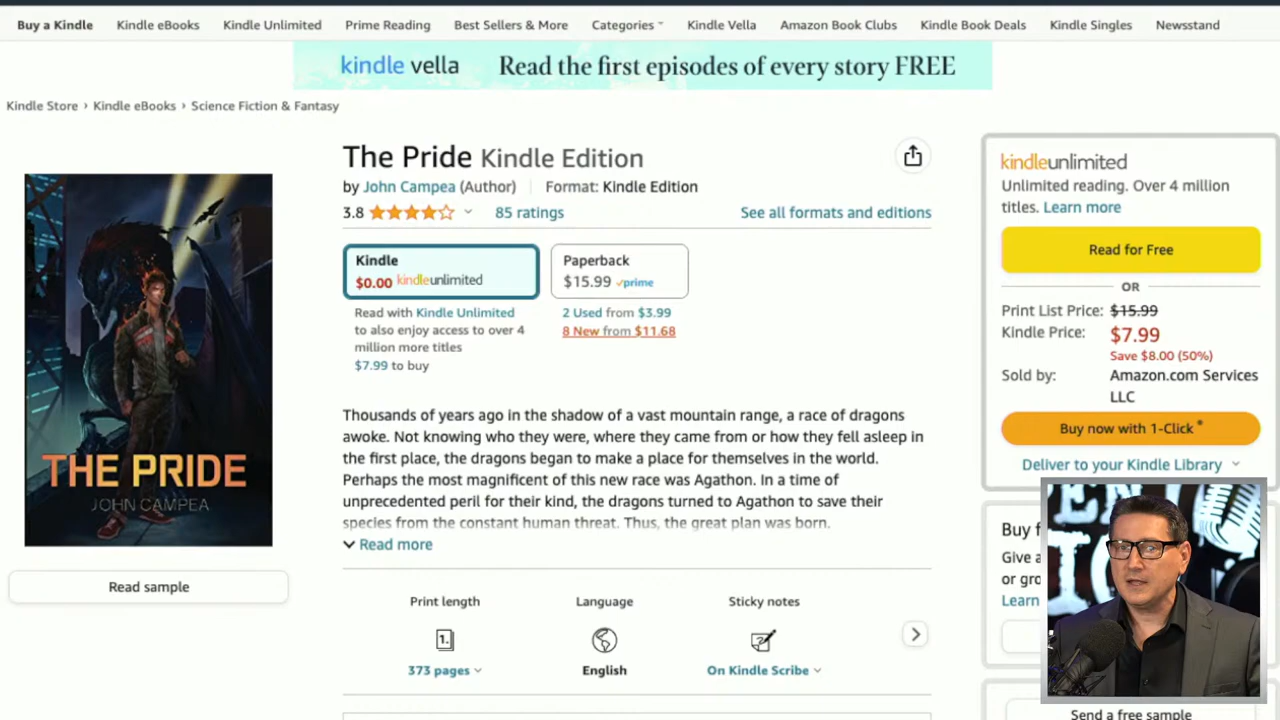 Buy a Kindle Kindle eBooks Kindle Unlimited Prime Reading Best Sellers & More Categories Kindle Vella Amazon Book Clubs Kindle Book Deals Kindle Singles Newsstand
kindle vella Read the first episodes of every story FREE
Kindle Store › Kindle eBooks › Science Fiction & Fantasy
THE PRIDE
JOHN CAMPEA
Read sample
The Pride Kindle Edition
by John Campea (Author) Format: Kindle Edition
3.8 85 ratings See all formats and editions
Kindle
$0.00 kindleunlimited
Read with Kindle Unlimited
to also enjoy access to over 4
million more titles
$7.99 to buy
Paperback
$15.99 prime
2 Used from $3.99
8 New from $11.68
Thousands of years ago in the shadow of a vast mountain range, a race of dragons
awoke. Not knowing who they were, where they came from or how they fell asleep in
the first place, the dragons began to make a place for themselves in the world.
Perhaps the most magnificent of this new race was Agathon. In a time of
unprecedented peril for their kind, the dragons turned to Agathon to save their
species from the constant human threat. Thus, the great plan was born.
Read more
Print length
1.
373 pages
Language
English
Sticky notes
On Kindle Scribe
kindleunlimited
Unlimited reading. Over 4 million
titles. Learn more
Read for Free
OR
Print List Price: $15.99
Kindle Price: $7.99
Save $8.00 (50%)
Sold by: Amazon.com Services
LLC
Buy now with 1-Click *
Deliver to your Kindle Library
Buy f
Give a
or gro
Learn
Send a free sample